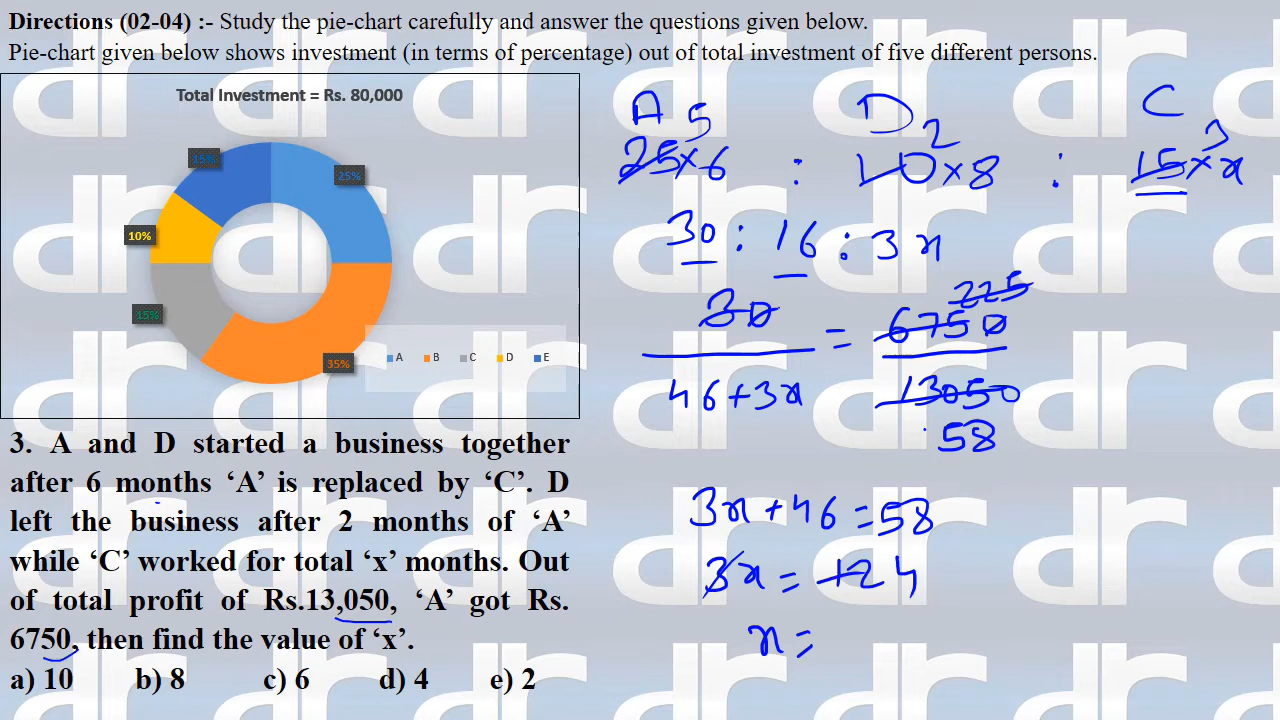 Directions (02-04) :- Study the pie-chart carefully and answer the questions given below.
Pie-chart given below shows investment (in terms of percentage) out of total investment of five different persons.
Total Investment = Rs. 80,000
15%
25%
10%
15%
35%
A B C D E
3. A and D started a business together
after 6 months ‘A’ is replaced by ‘C’. D
left the business after 2 months of ‘A’
while ‘C’ worked for total ‘x’ months. Out
of total profit of Rs.13,050, ‘A’ got Rs.
6750, then find the value of ‘x’.
a) 10 b) 8 c) 6 d) 4 e) 2
A D C
5 2 3
25×6 : 10×8 : 15×x
30 : 16 : 3x
225
30 = 6750
46+3x 13050
58
3x+46=58
3x=+24
x=
dr